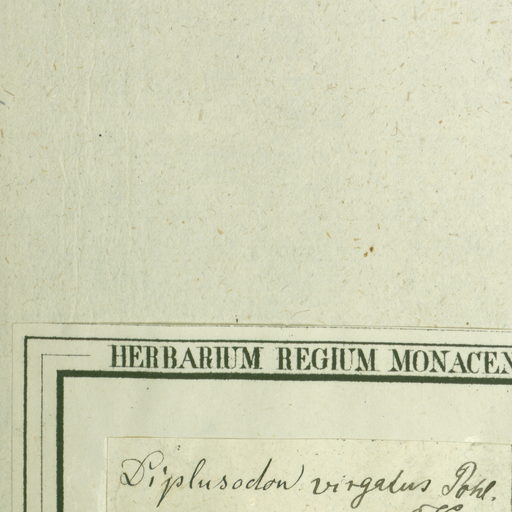 HERBARIUM REGIUM MONACEN
Diplusodon virgatus Pohl.